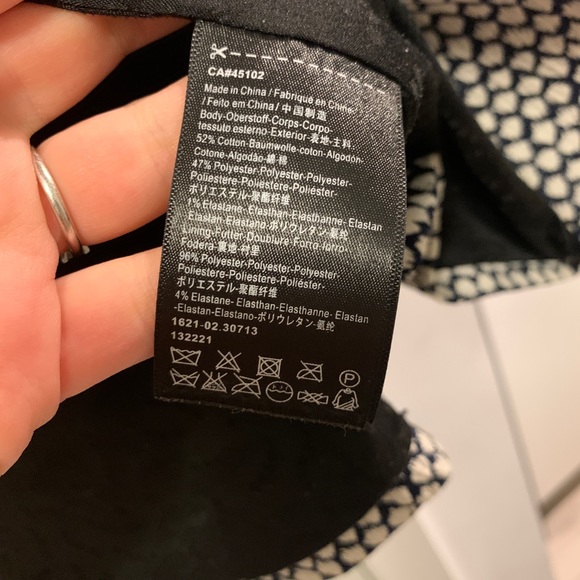 CA#45102
Made in China / Fabriqué en Chine
/ Feito em China / 中国制造
Body-Oberstoff-Corps-Corpo-
tessuto esterno-Exterior-表地-主料
52% Cotton-Baumwolle-coton-Algodón-
Cotone-Algodão-綿-棉
47% Polyester-Polyester-Polyester-
Poliestere-Poliestere-Poliéster-
ポリエステル-聚酯纤维
1% Elastane-Elasthan-Elasthanne-Elastan
-Elastan-Elastano-ポリウレタン-氨纶
Lining-Futter-Doublure-Forro-forro-
Fodera-裏地-衬里
96% Polyester-Polyester-Polyester-
Poliestere-Poliestere-Poliéster-
ポリエステル-聚酯纤维
4% Elastane-Elasthan-Elasthanne-Elastan
-Elastan-Elastano-ポリウレタン-氨纶
1621-02.30713
132221
P